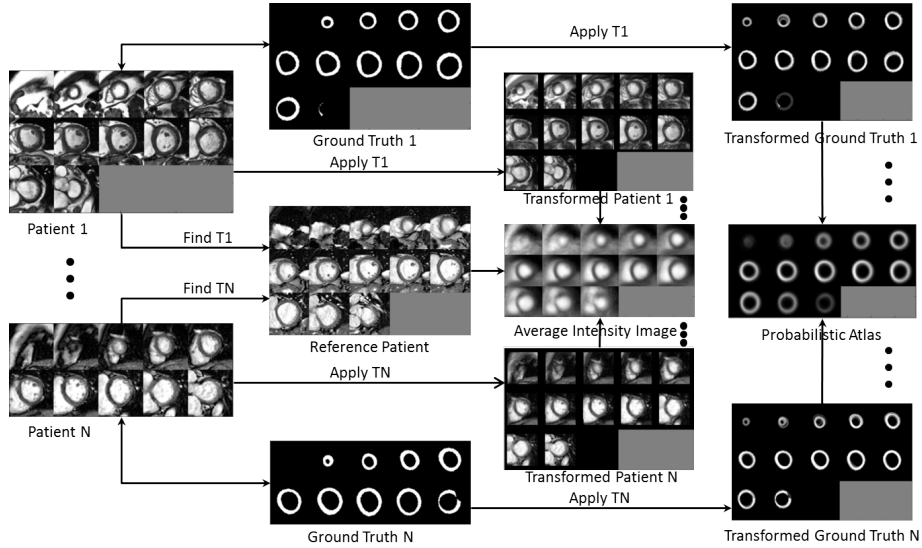 Apply T1
Ground Truth 1
Transformed Ground Truth 1
Apply T1
Transformed Patient 1
Patient 1
Find T1
Find TN
Reference Patient
Average Intensity Image
Probabilistic Atlas
Apply TN
Patient N
Transformed Patient N
Apply TN
Ground Truth N
Transformed Ground Truth N